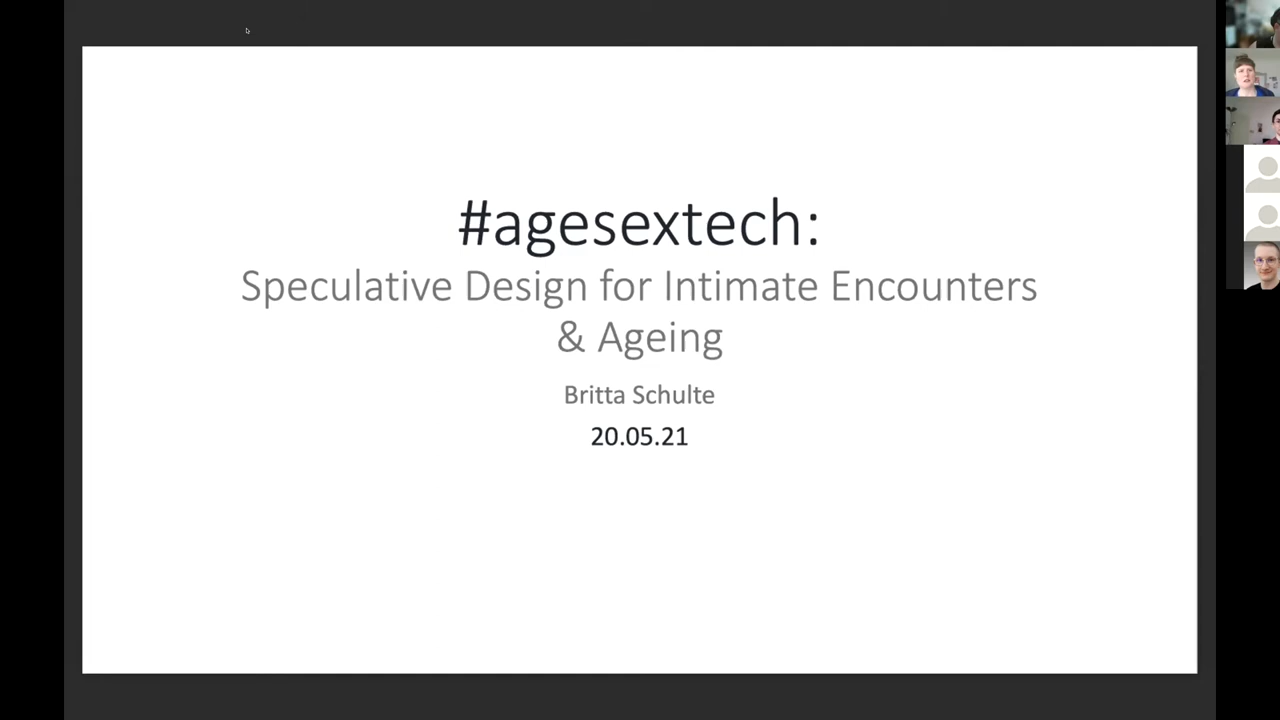 #agesextech:
Speculative Design for Intimate Encounters
& Ageing
Britta Schulte
20.05.21